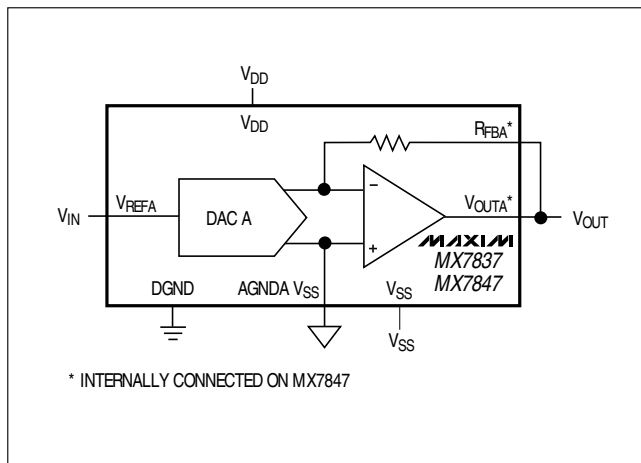 VDD
VDD
RFBA*
VIN
VREFA
DAC A
−
+
VOUTA*
VOUT
MAXIM
MX7837
MX7847
DGND
AGNDA VSS
VSS
VSS
* INTERNALLY CONNECTED ON MX7847